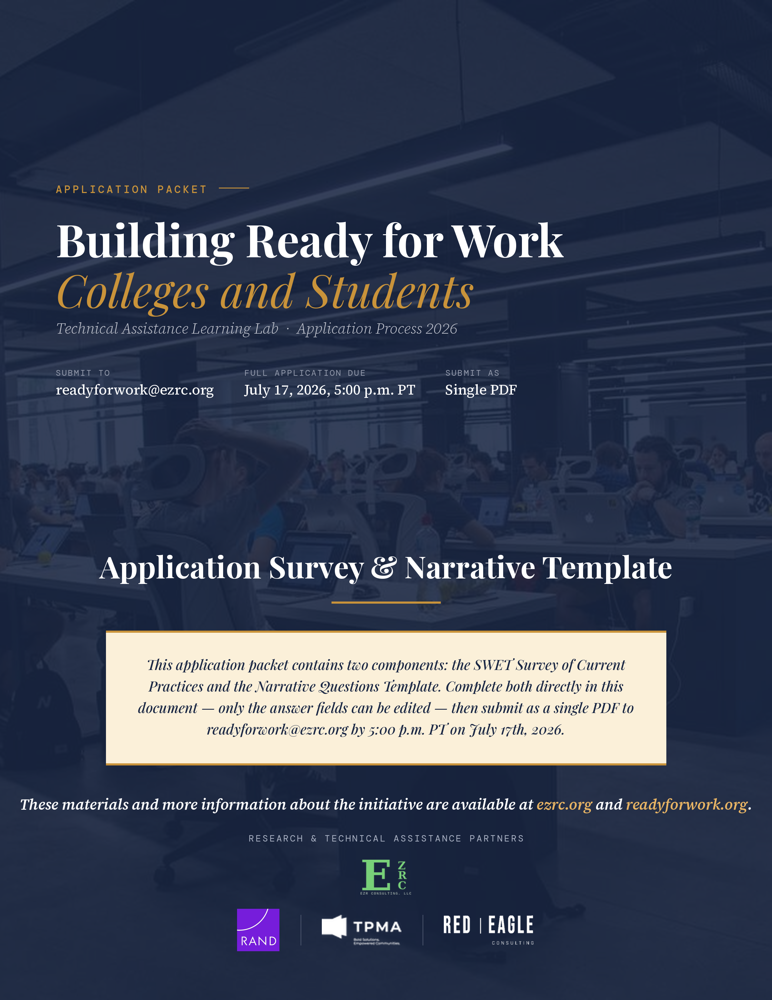 APPLICATION PACKET
Building Ready for Work
Colleges and Students
Technical Assistance Learning Lab · Application Process 2026
SUBMIT TO
readyforwork@ezrc.org
FULL APPLICATION DUE
July 17, 2026, 5:00 p.m. PT
SUBMIT AS
Single PDF
Application Survey & Narrative Template
This application packet contains two components: the SWET Survey of Current
Practices and the Narrative Questions Template. Complete both directly in this
document — only the answer fields can be edited — then submit as a single PDF to
readyforwork@ezrc.org by 5:00 p.m. PT on July 17th, 2026.
These materials and more information about the initiative are available at ezrc.org and readyforwork.org.
RESEARCH & TECHNICAL ASSISTANCE PARTNERS
E ZRC
EZR CONSULTING, LLC
RAND
TPMA
Bold Solutions.
Empowered Communities.
RED | EAGLE
CONSULTING